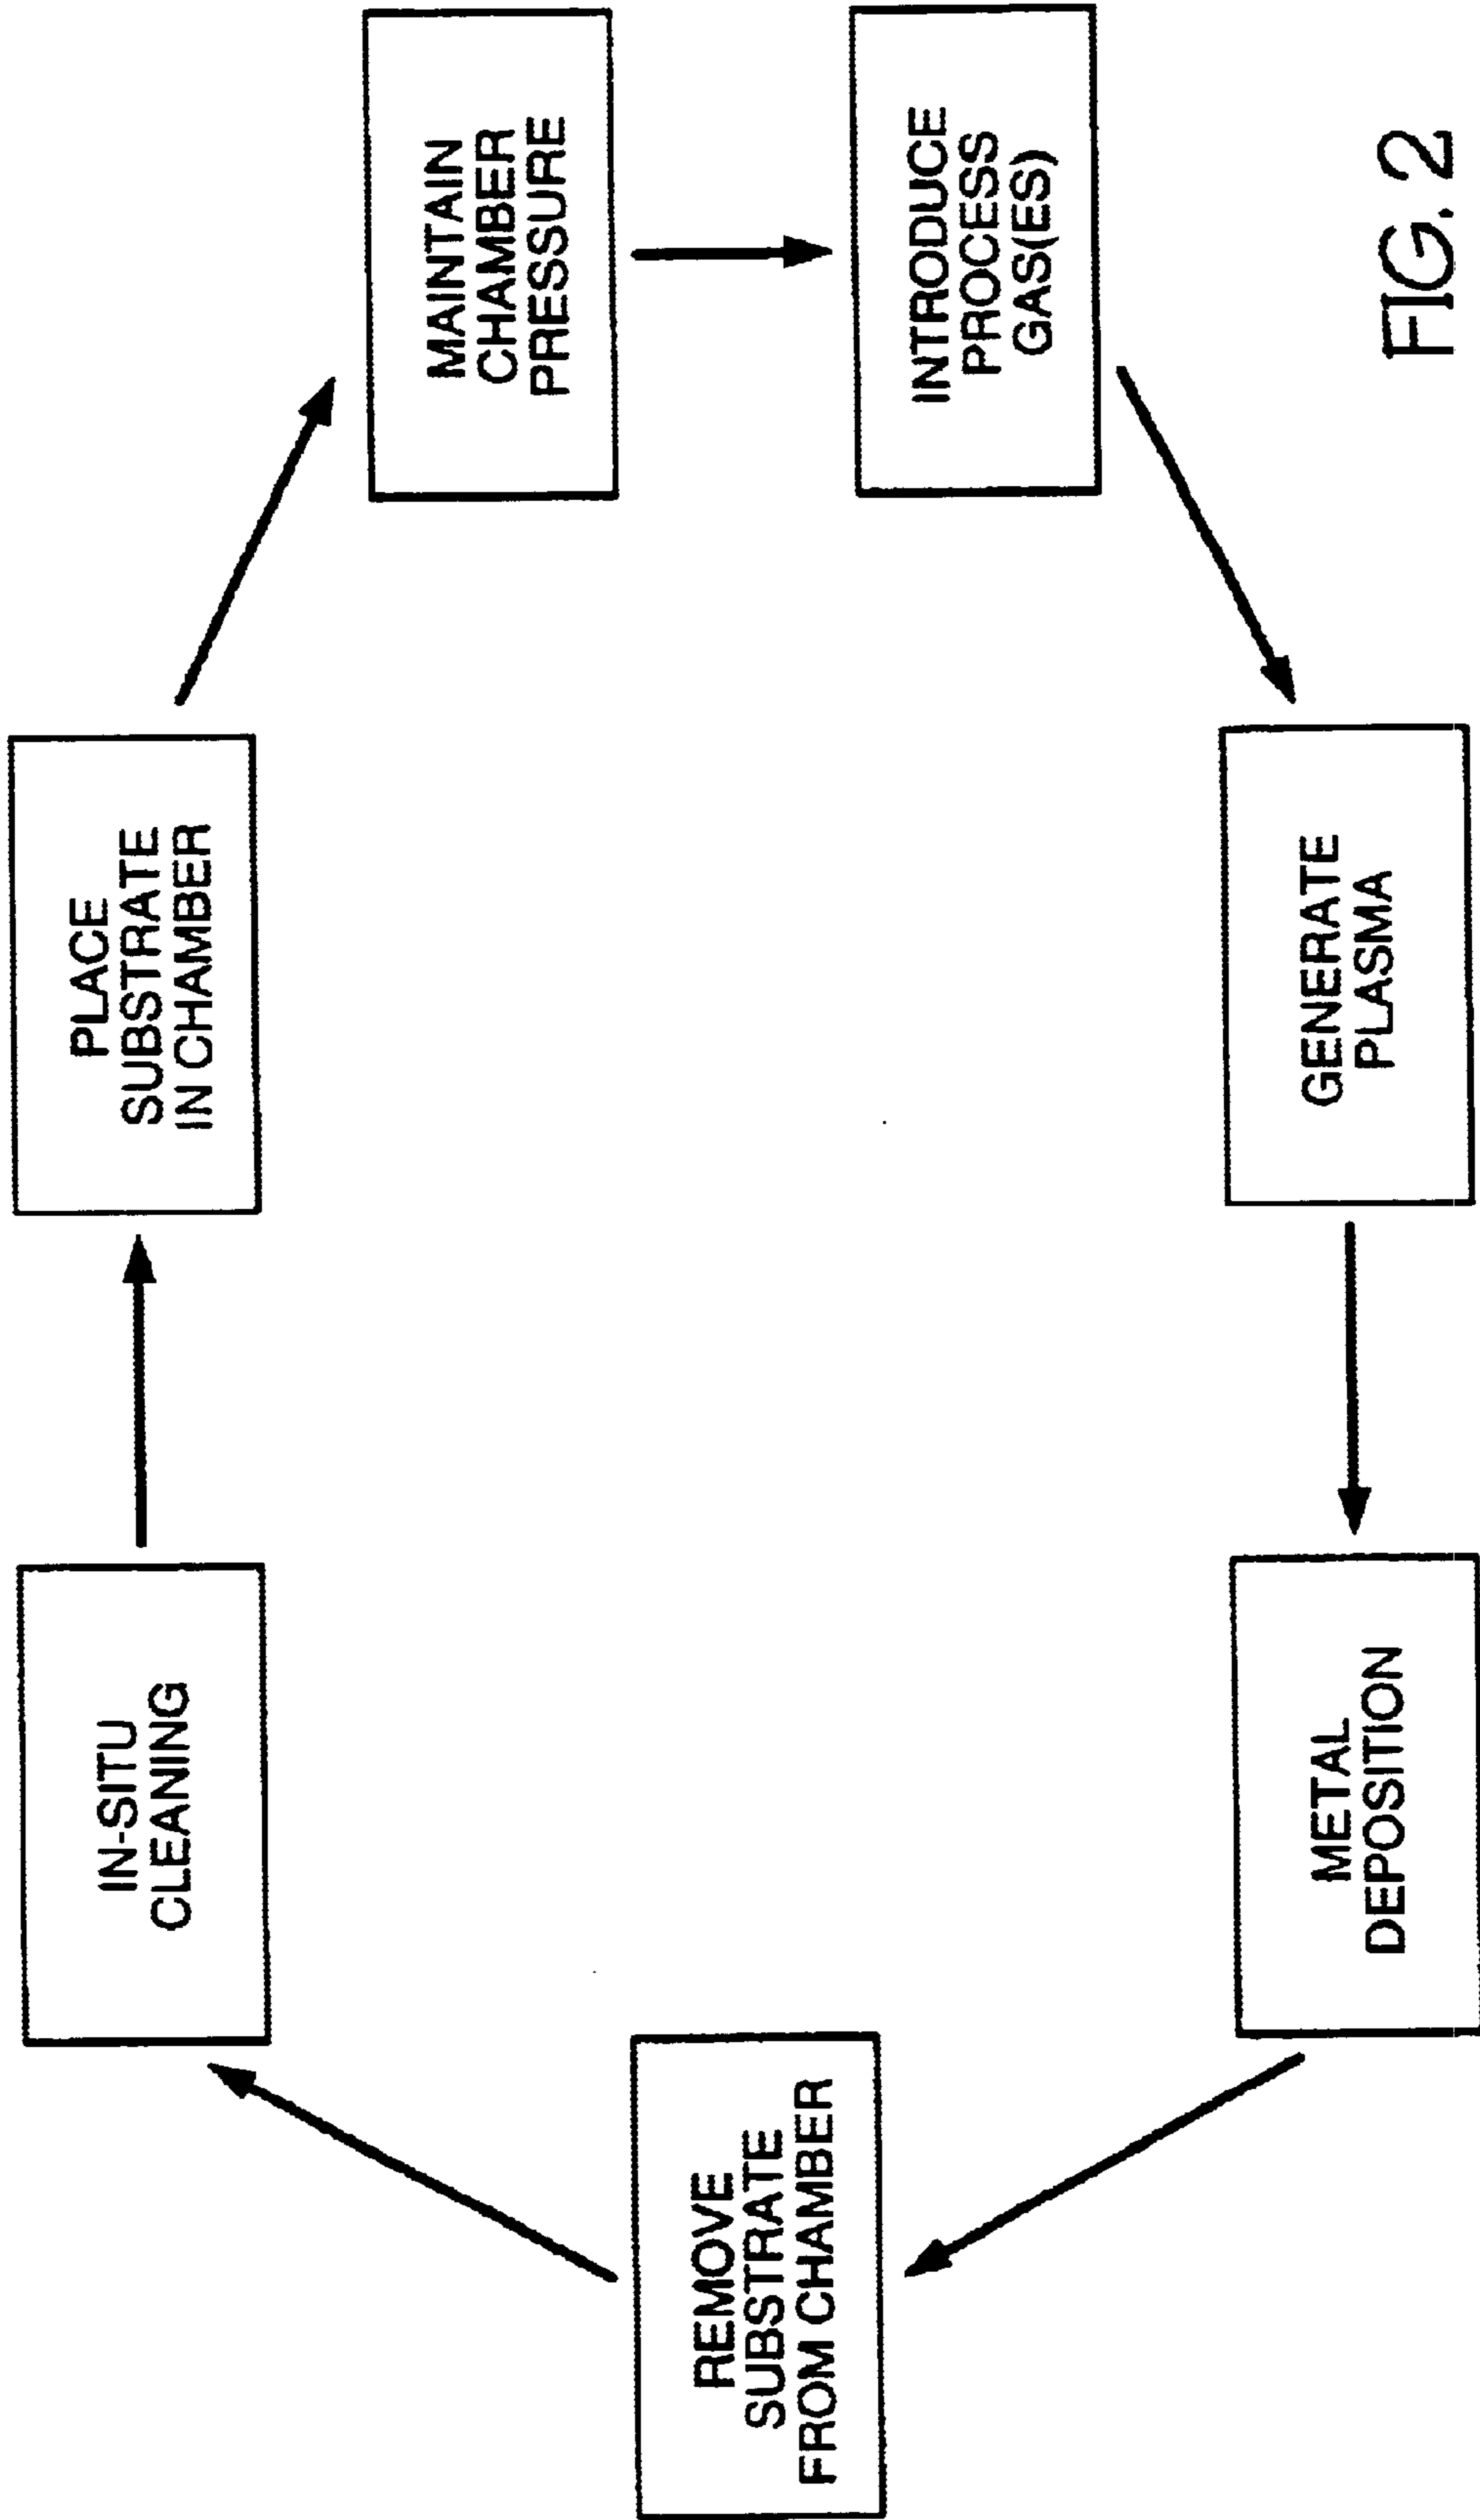 IN-SITU
CLEANING
PLACE
SUBSTRATE
IN CHAMBER
MAINTAIN
CHAMBER
PRESSURE
INTRODUCE
PROCESS
GAS(ES)
GENERATE
PLASMA
METAL
DEPOSITION
REMOVE
SUBSTRATE
FROM CHAMBER
FIG. 2